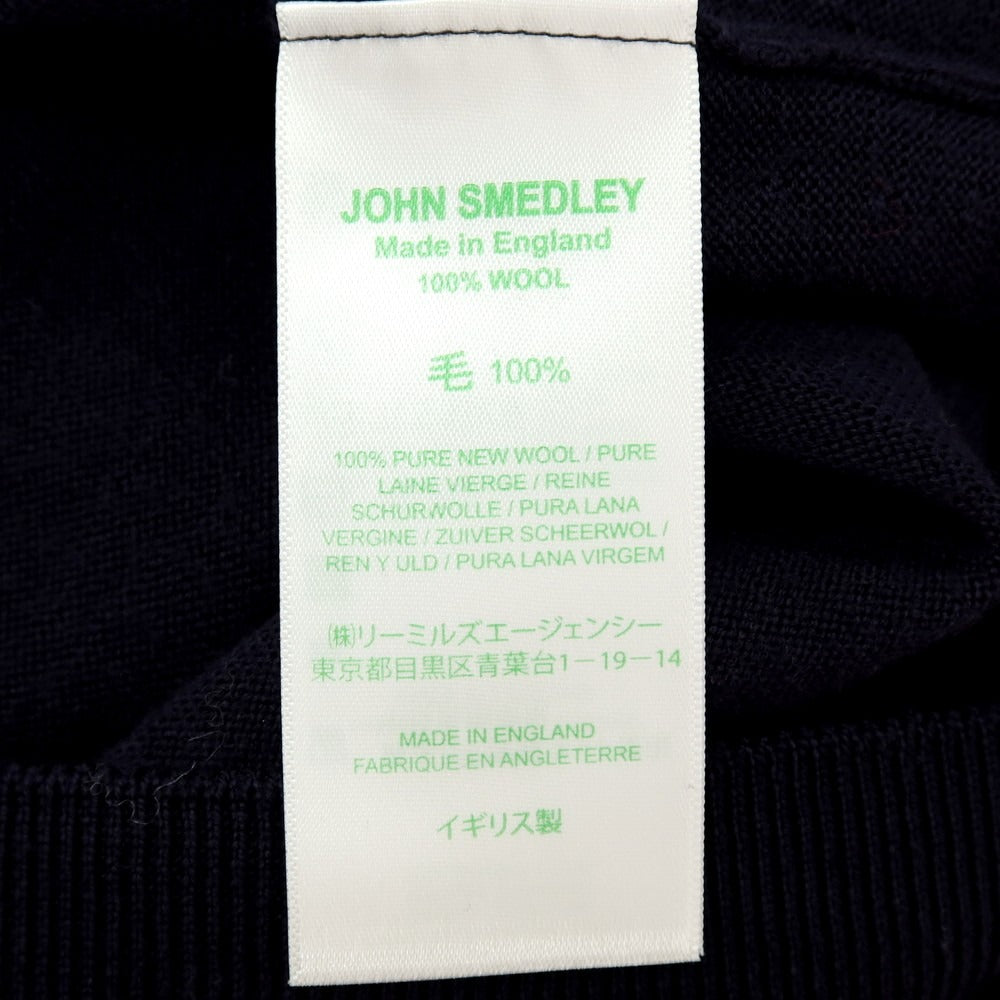 JOHN SMEDLEY
Made in England
100% WOOL
毛 100%
100% PURE NEW WOOL / PURE
LAINE VIERGE / REINE
SCHURWOLLE / PURA LANA
VERGINE / ZUIVER SCHEERWOL /
REN Y ULD / PURA LANA VIRGEM
㈱リーミルズエージェンシー
東京都目黒区青葉台1－19－14
MADE IN ENGLAND
FABRIQUE EN ANGLETERRE
イギリス製